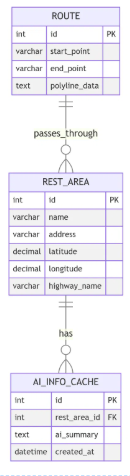 ROUTE
int id PK
varchar start_point
varchar end_point
text polyline_data
passes_through
REST_AREA
int id PK
varchar name
varchar address
decimal latitude
decimal longitude
varchar highway_name
has
AI_INFO_CACHE
int id PK
int rest_area_id FK
text ai_summary
datetime created_at